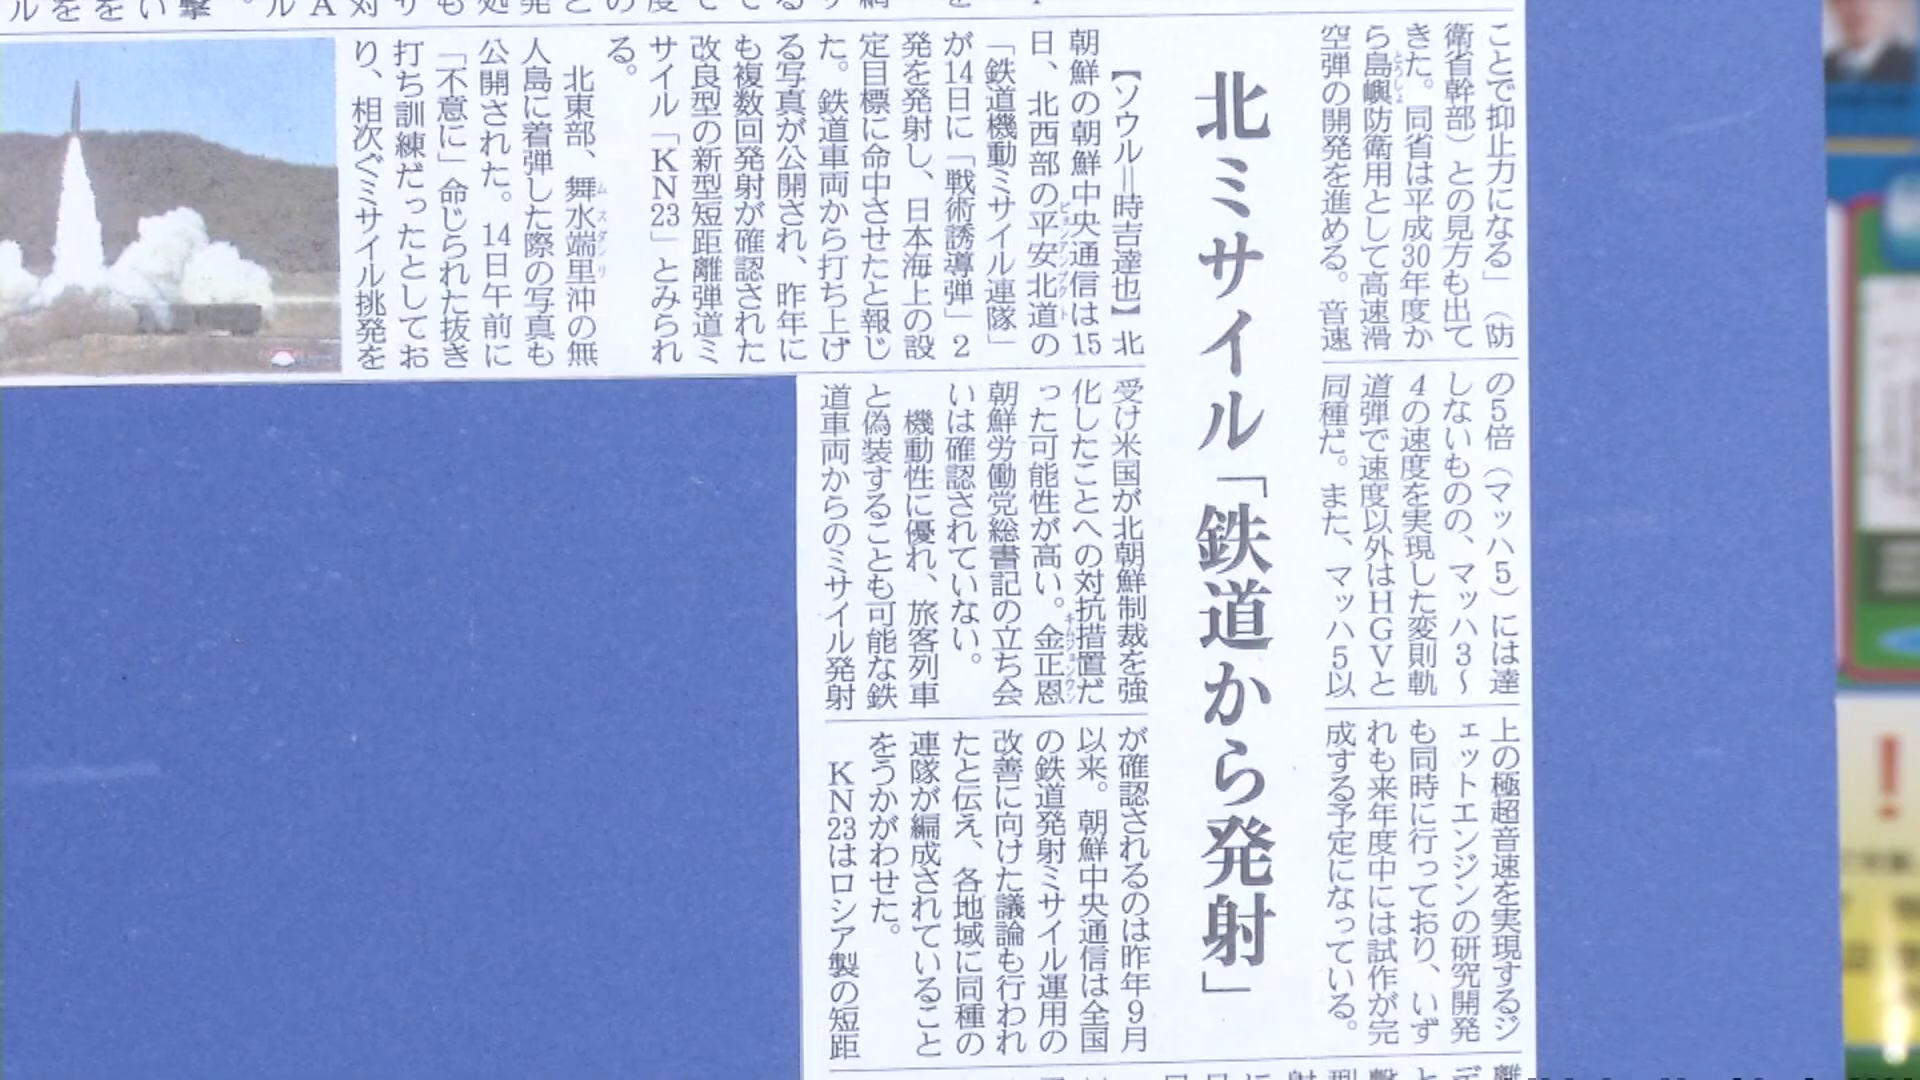 ことで抑止力になる」（防
衛省幹部）との見方も出て
きた。同省は平成30年度か
ら島嶼防衛用として高速滑
空弾の開発を進める。音速
の5倍（マッハ5）には達
しないものの、マッハ3〜
4の速度を実現した変則軌
道弾で速度以外はHGVと
同種だ。また、マッハ5以
上の極超音速を実現するジ
ェットエンジンの研究開発
も同時に行っており、いず
れも来年度中には試作が完
成する予定になっている。
北ミサイル「鉄道から発射」
【ソウル＝時吉達也】北
朝鮮の朝鮮中央通信は15
日、北西部の平安北道の
「鉄道機動ミサイル連隊」
が14日に「戦術誘導弾」2
発を発射し、日本海上の設
定目標に命中させたと報じ
た。鉄道車両から打ち上げ
る写真が公開され、昨年に
も複数回発射が確認された
改良型の新型短距離弾道ミ
サイル「KN23」とみられ
る。
北東部、舞水端里沖の無
人島に着弾した際の写真も
公開された。14日午前に
「不意に」命じられた抜き
打ち訓練だったとしてお
り、相次ぐミサイル挑発を
受け米国が北朝鮮制裁を強
化したことへの対抗措置だ
った可能性が高い。金正恩
朝鮮労働党総書記の立ち会
いは確認されていない。
機動性に優れ、旅客列車
と偽装することも可能な鉄
道車両からのミサイル発射
が確認されるのは昨年9月
以来。朝鮮中央通信は全国
の鉄道発射ミサイル運用の
改善に向けた議論も行われ
たと伝え、各地域に同種の
連隊が編成されていること
をうかがわせた。
KN23はロシア製の短距